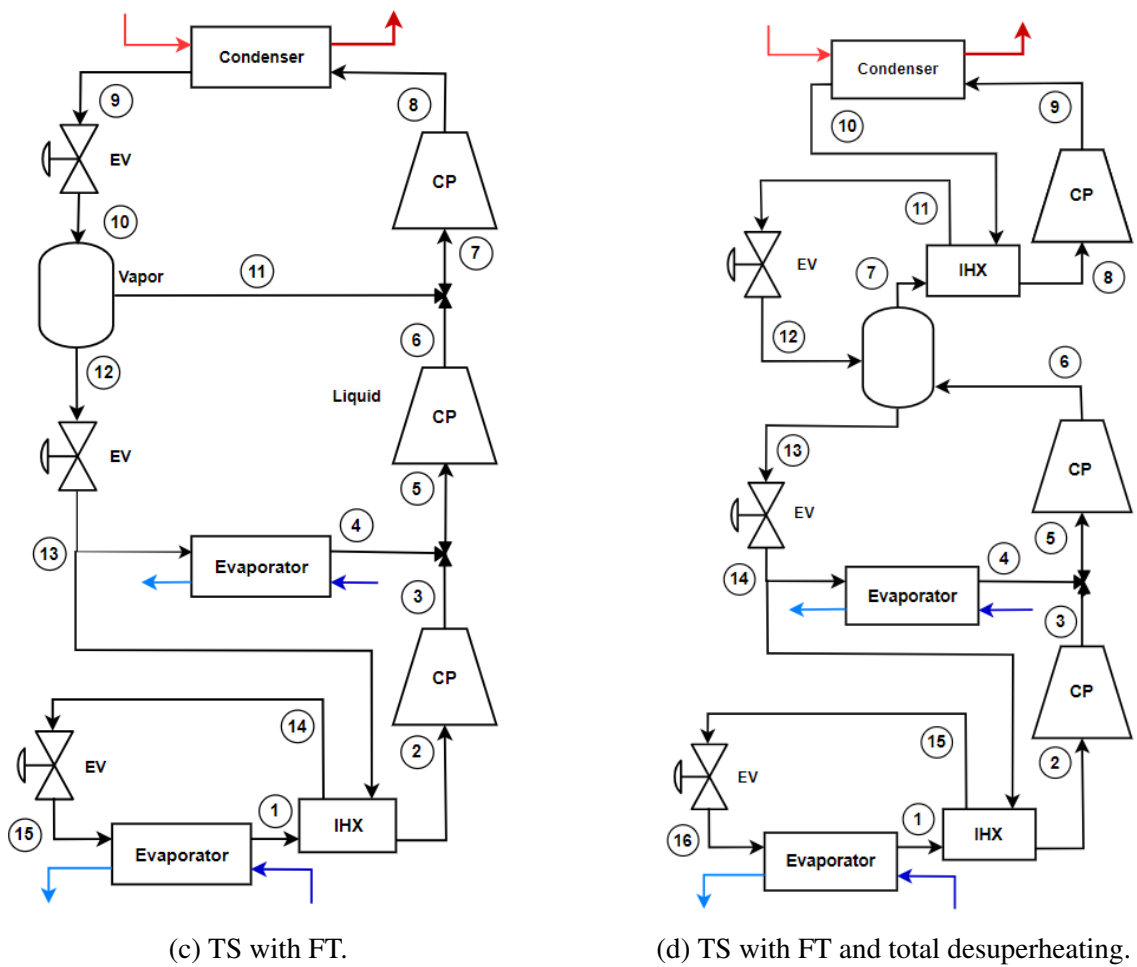 Condenser
9
8
EV
CP
10
7
Vapor
11
6
12
Liquid
CP
EV
5
4
13
Evaporator
3
CP
14
2
EV
1
15
IHX
Evaporator
(c) TS with FT.
Condenser
9
10
CP
11
EV
7
IHX
8
12
6
13
CP
EV
5
4
14
Evaporator
3
CP
15
2
EV
1
16
IHX
Evaporator
(d) TS with FT and total desuperheating.